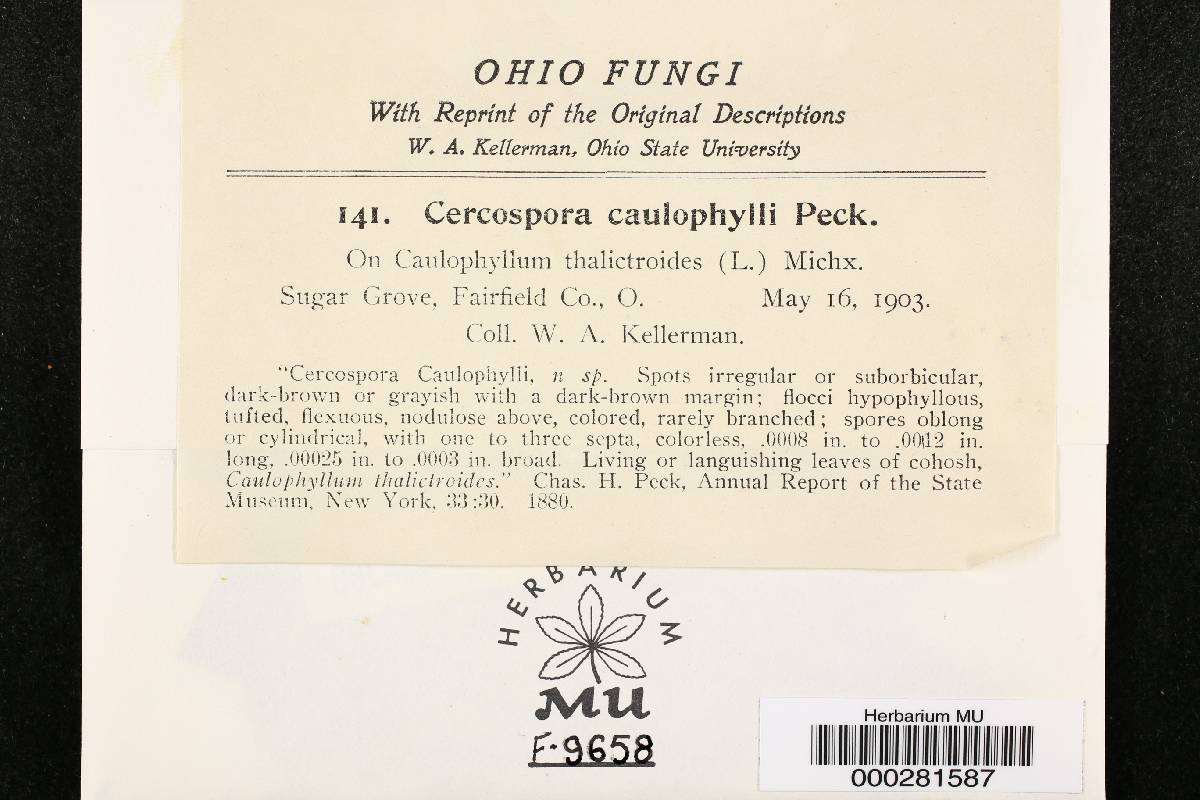 OHIO FUNGI
With Reprint of the Original Descriptions
W. A. Kellerman, Ohio State University
141. Cercospora caulophylli Peck.
On Caulophyllum thalictroides (L.) Michx.
Sugar Grove, Fairfield Co., O. May 16, 1903.
Coll. W. A. Kellerman.
"Cercospora Caulophylli, n sp. Spots irregular or suborbicular,
dark-brown or grayish with a dark-brown margin; flocci hypophyllous,
tufted, flexuous, nodulose above, colored, rarely branched; spores oblong
or cylindrical, with one to three septa, colorless, .0008 in. to .0012 in.
long, .00025 in. to .0003 in. broad. Living or languishing leaves of cohosh,
Caulophyllum thalictroides." Chas. H. Peck, Annual Report of the State
Museum, New York, 33:30. 1880.
HERBARIUM
MU
F-9658
Herbarium MU
000281587